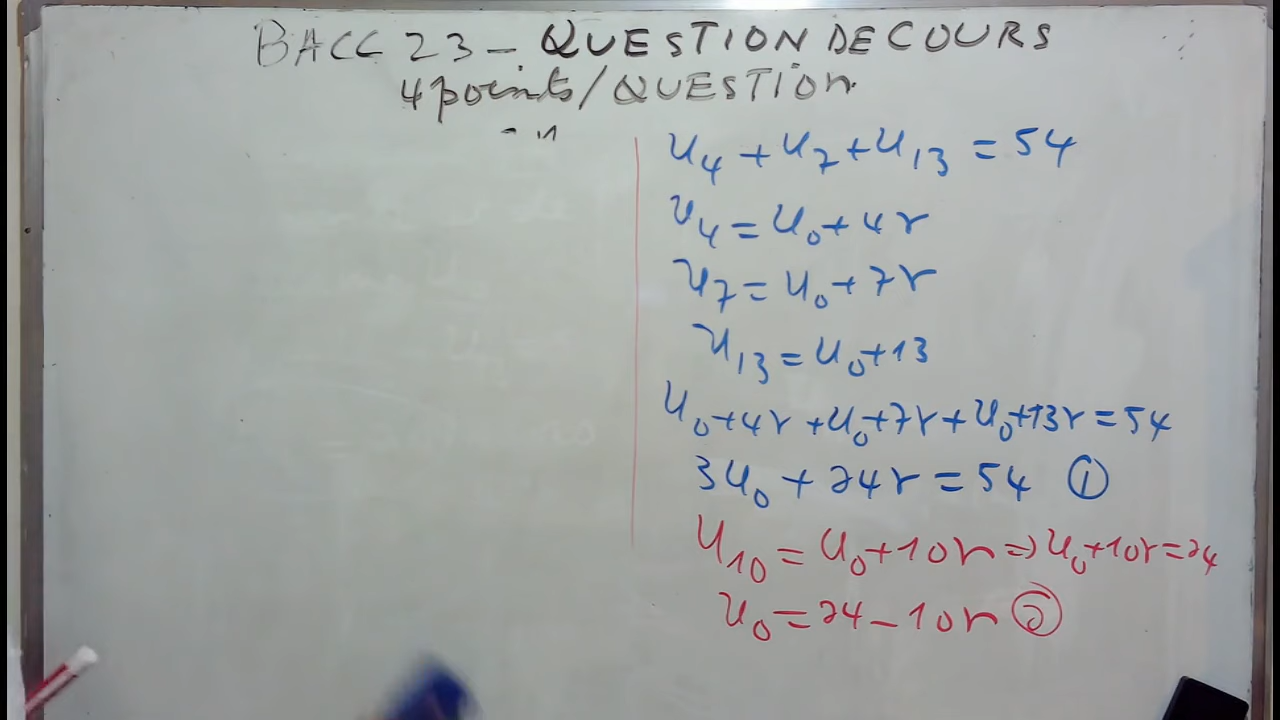 BACC 23 - QUESTION DE COURS
4 points/QUESTION
U₄ + U₇ + U₁₃ = 54
U₄ = U₀ + 4r
U₇ = U₀ + 7r
U₁₃ = U₀ + 13
U₀ + 4r + U₀ + 7r + U₀ + 13r = 54
3U₀ + 24r = 54 ①
U₁₀ = U₀ + 10r ⇒ U₀ + 10r = 24
U₀ = 24 - 10r ②